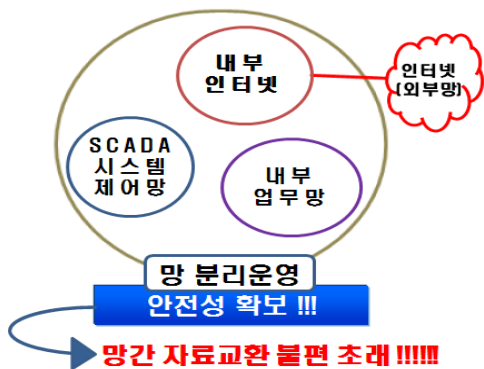 내부
인터넷
인터넷
(외부망)
SCADA
시스템
제어망
내부
업무망
망 분리운영
안전성 확보 !!!
망간 자료교환 불편 초래 !!!!!!